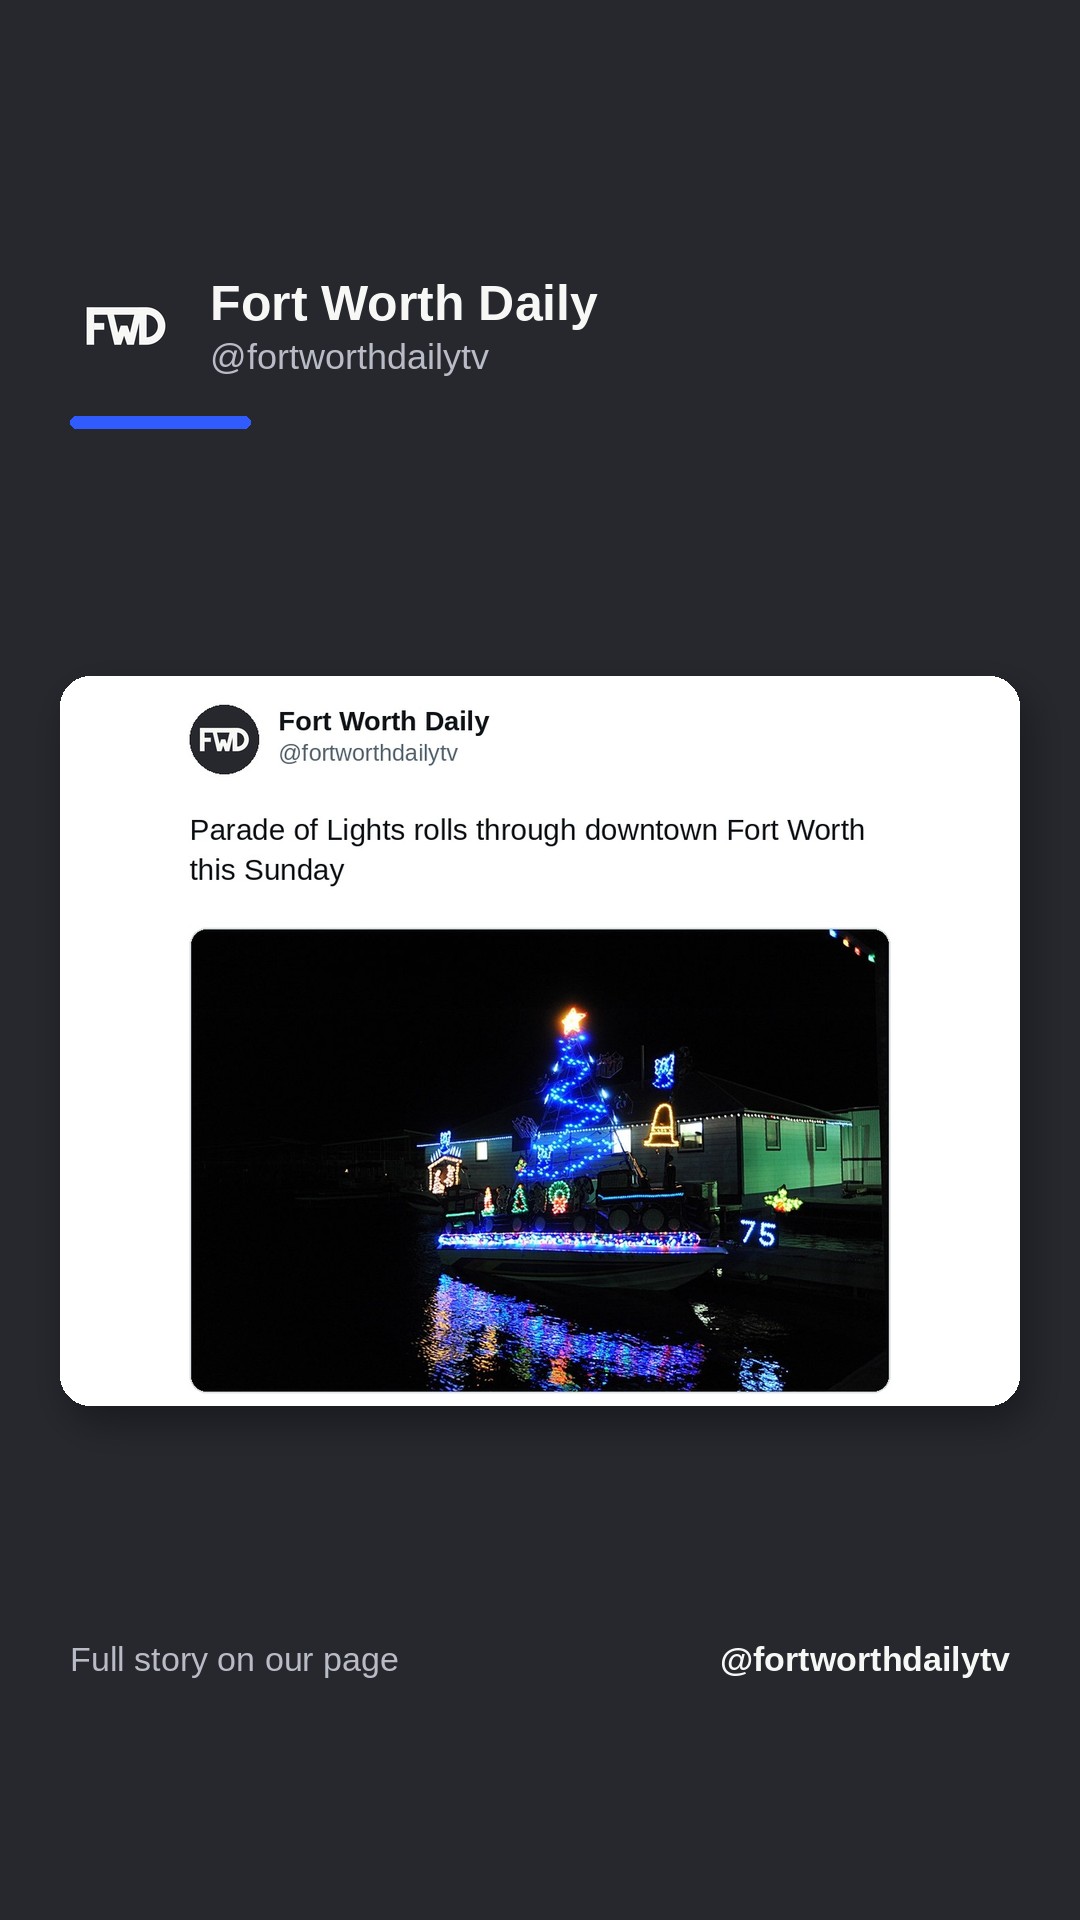 FWD
Fort Worth Daily
@fortworthdailytv
FWD
Fort Worth Daily
@fortworthdailytv
Parade of Lights rolls through downtown Fort Worth
this Sunday
75
Full story on our page
@fortworthdailytv